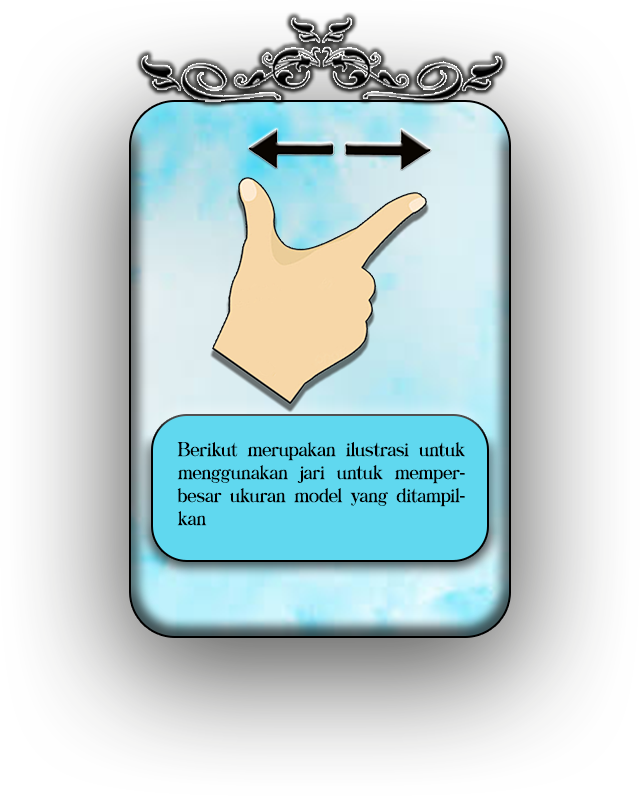 Berikut merupakan ilustrasi untuk
menggunakan jari untuk memper-
besar ukuran model yang ditampil-
kan